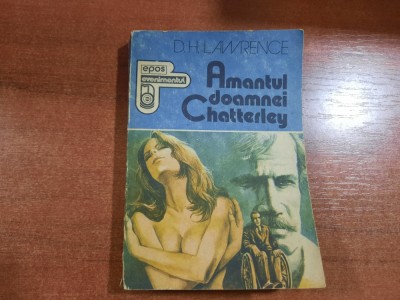 D.H.LAWRENCE
epos
evenimentul
Amantul
doamnei
Chatterley